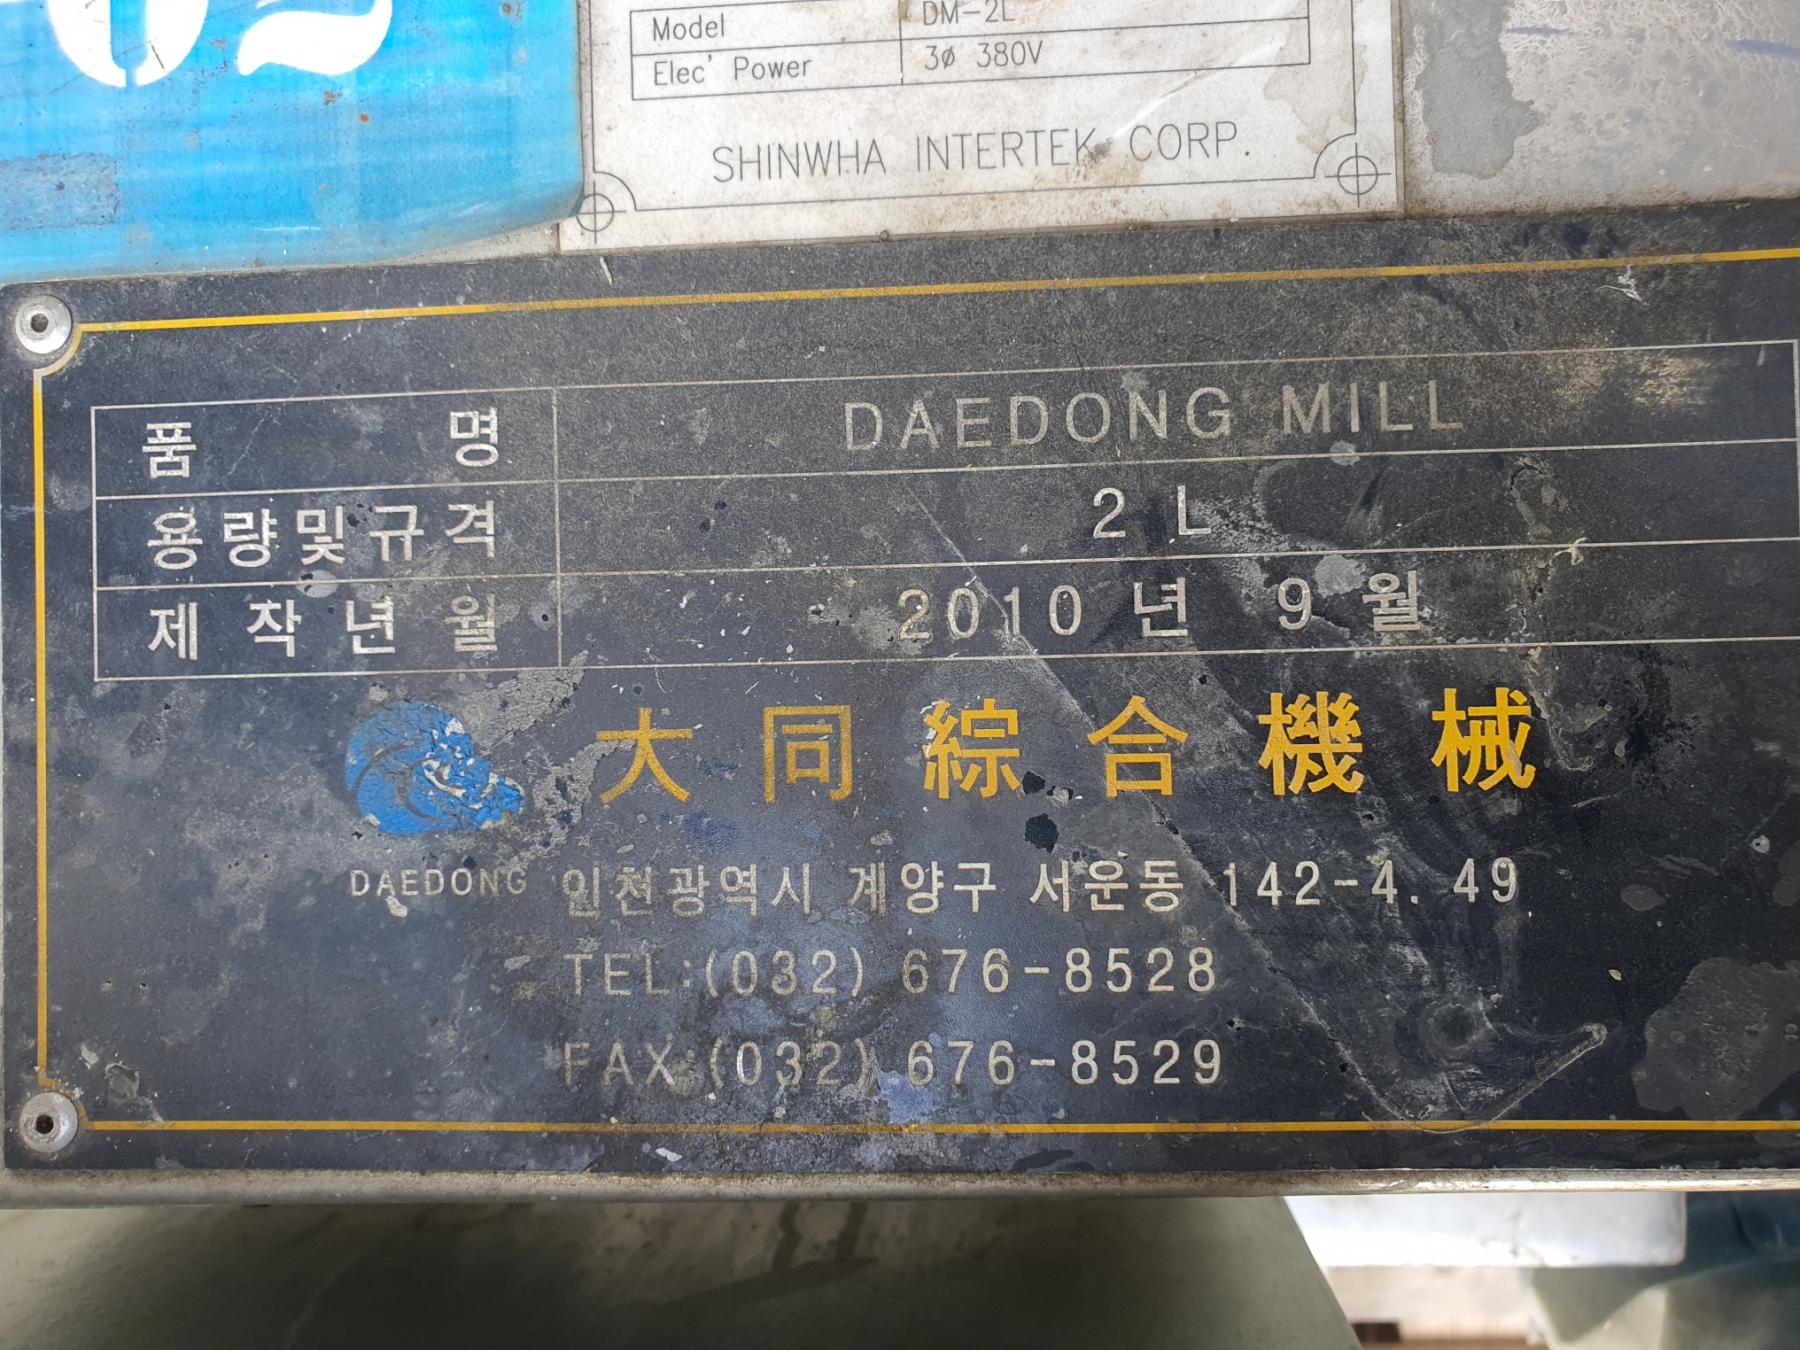 02
Model DM-2L
Elec' Power 3ø 380V
SHINWHA INTERTEK CORP.
품 명 DAEDONG MILL
용량및규격 2 L
제작년월 2010 년 9 월
大同綜合機械
DAEDONG 인천광역시 계양구 서운동 142-4. 49
TEL:(032) 676-8528
FAX:(032) 676-8529